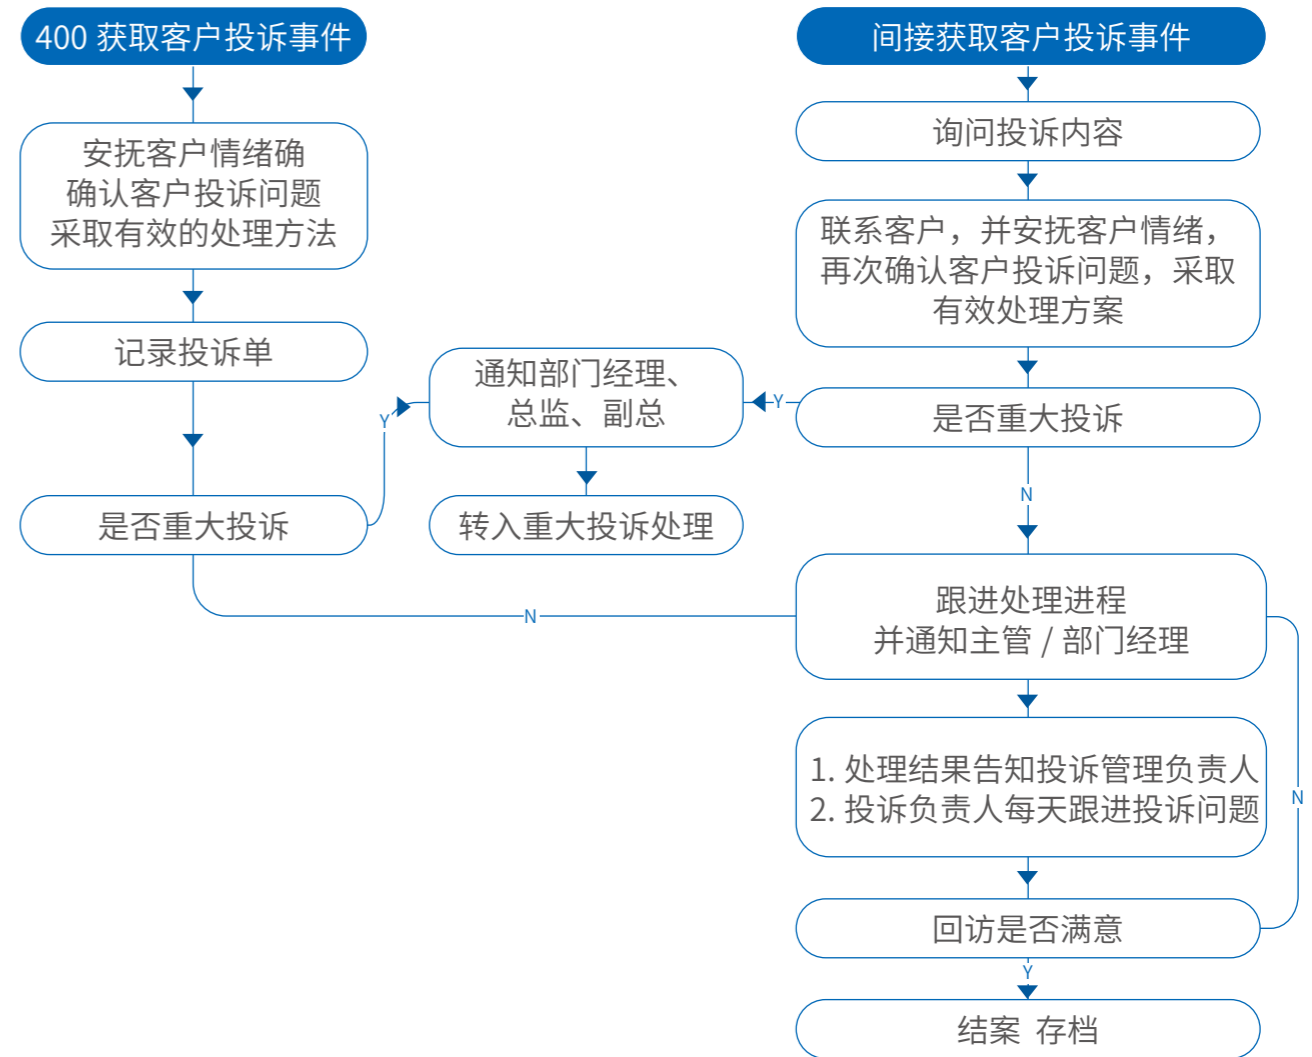 400 获取客户投诉事件
安抚客户情绪确
确认客户投诉问题
采取有效的处理方法
记录投诉单
是否重大投诉
Y
N
通知部门经理、
总监、副总
转入重大投诉处理
间接获取客户投诉事件
询问投诉内容
联系客户，并安抚客户情绪，
再次确认客户投诉问题，采取
有效处理方案
是否重大投诉
Y
N
跟进处理进程
并通知主管 / 部门经理
1. 处理结果告知投诉管理负责人
2. 投诉负责人每天跟进投诉问题
N
回访是否满意
Y
结案 存档